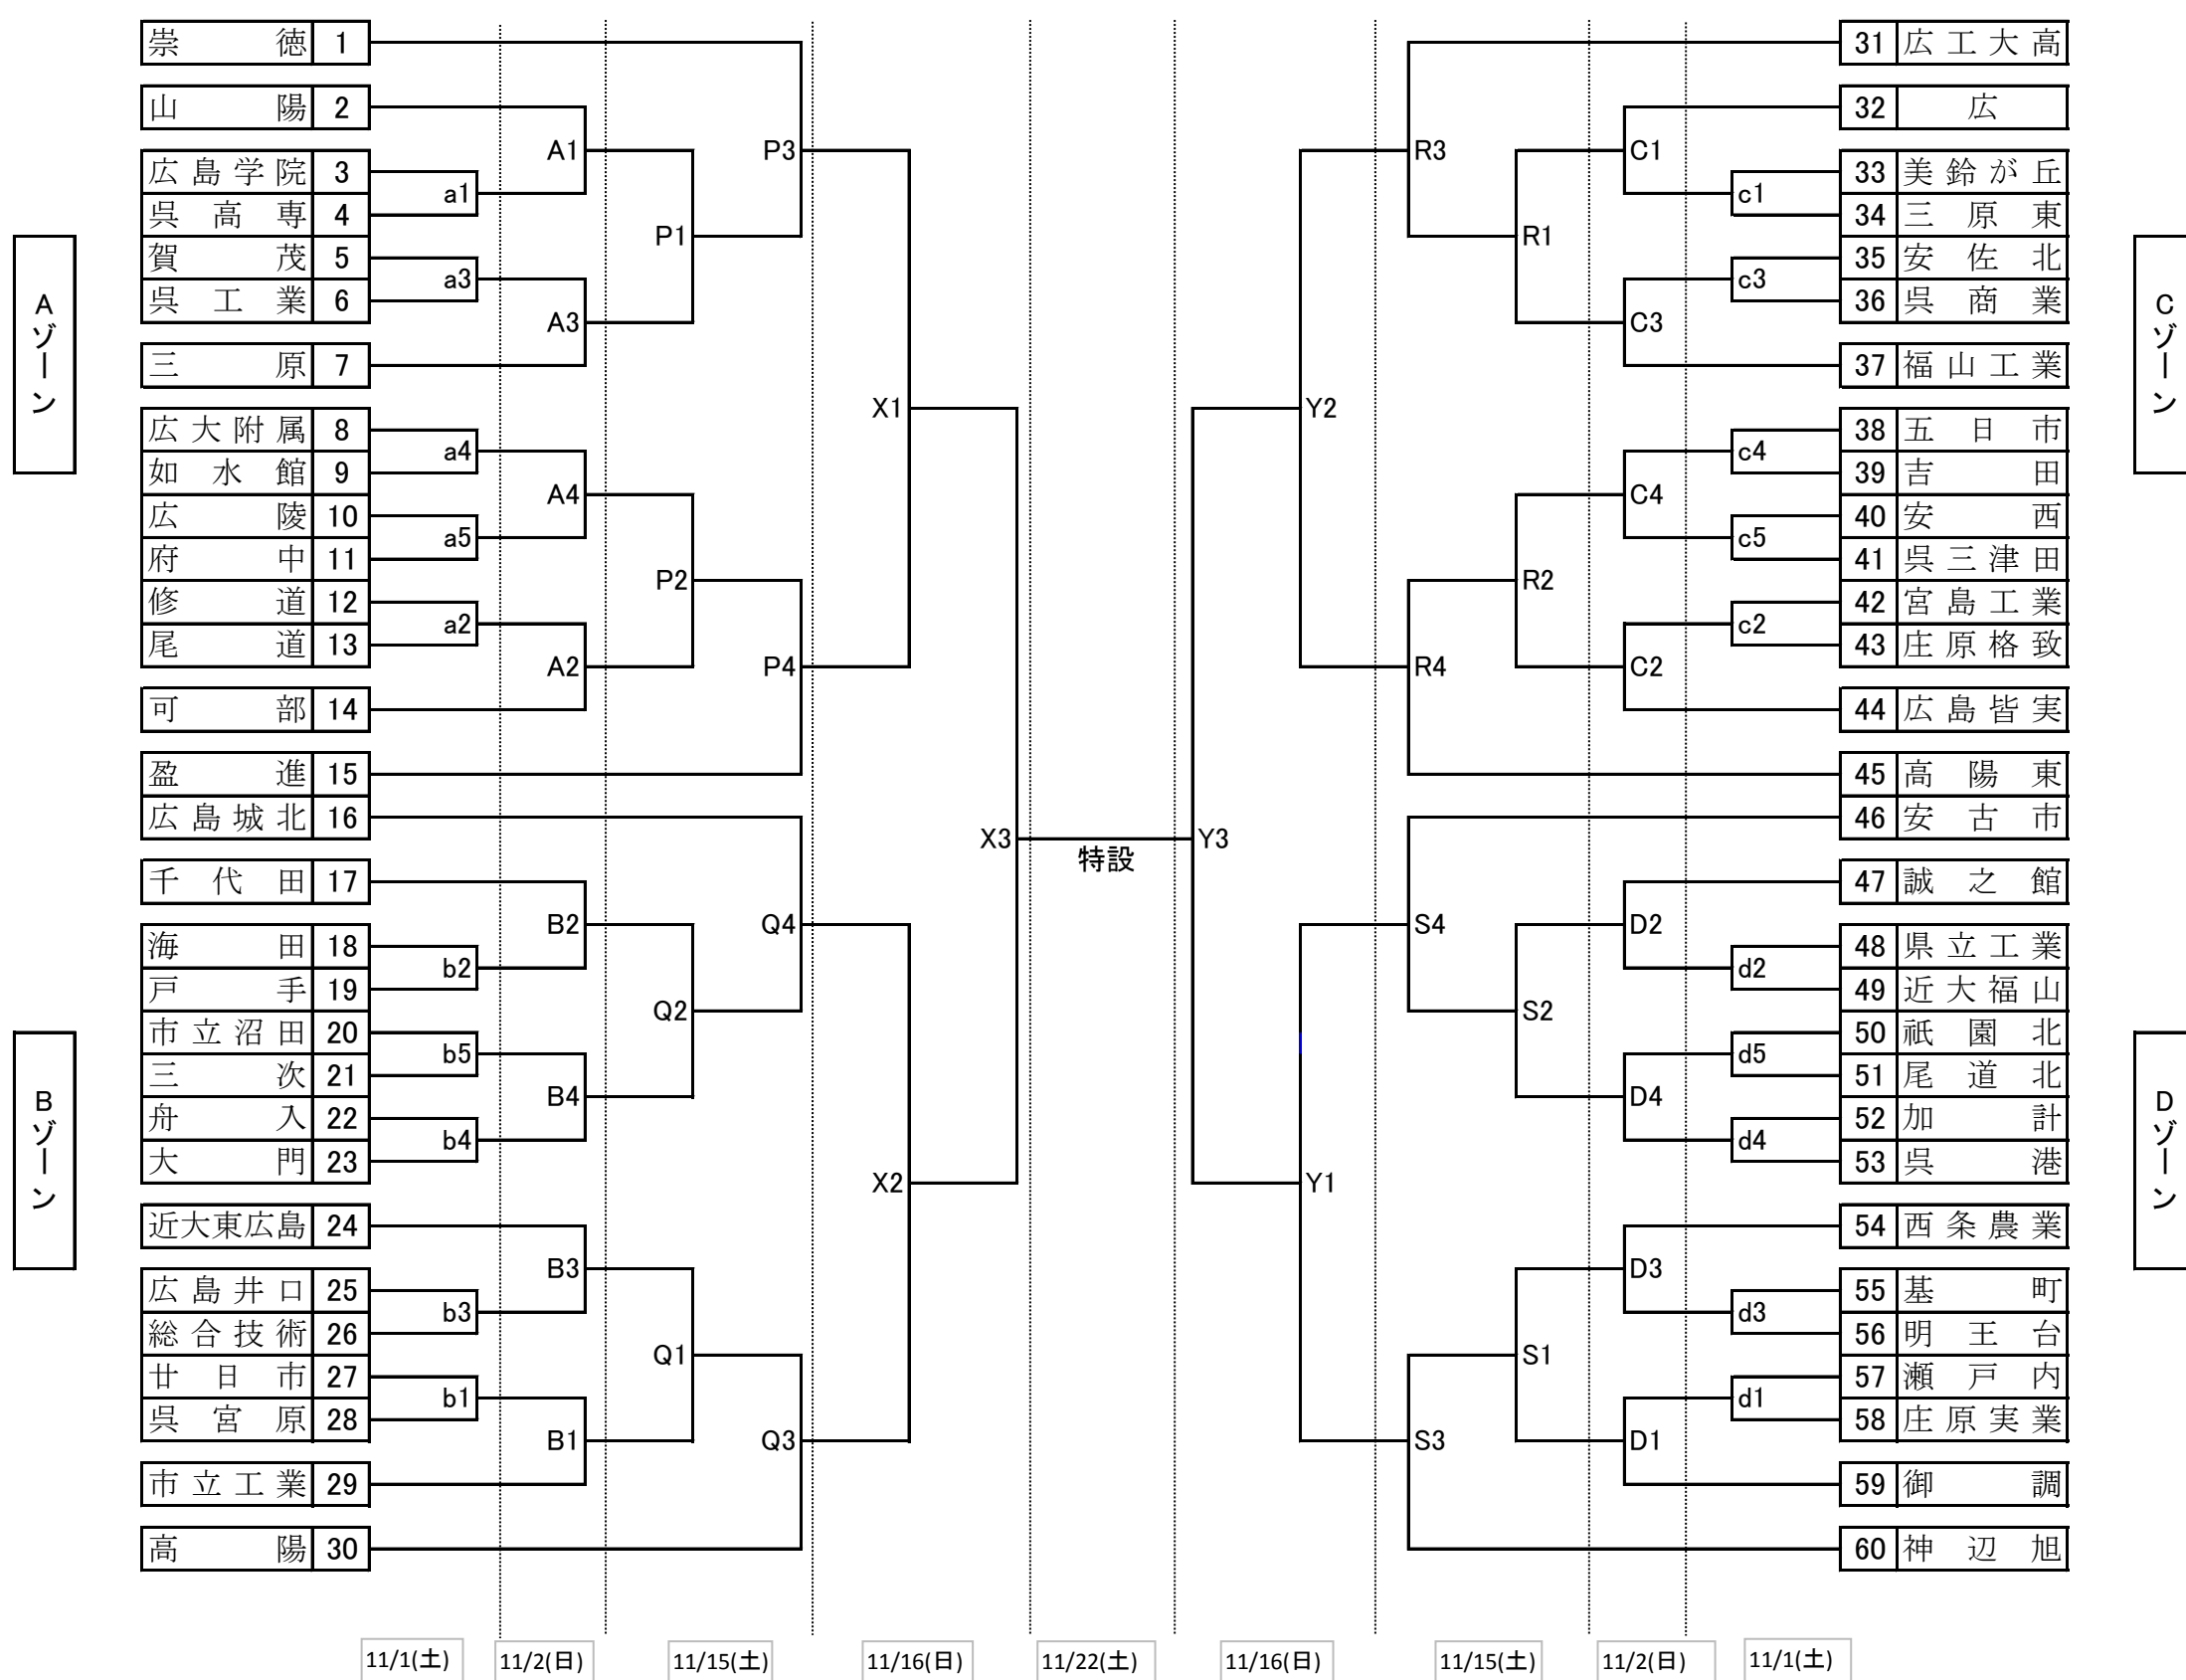 崇徳 1
山陽 2
広島学院 3
呉高専 4
賀茂 5
呉工業 6
三原 7
広大附属 8
如水館 9
広陵 10
府中 11
修道 12
尾道 13
可部 14
盈進 15
広島城北 16
千代田 17
海田 18
戸手 19
市立沼田 20
三次 21
舟入 22
大門 23
近大東広島 24
広島井口 25
総合技術 26
廿日市 27
呉宮原 28
市立工業 29
高陽 30
Aゾーン
Bゾーン
a1
a3
a4
a5
a2
b2
b5
b4
b3
b1
A1
A3
A4
A2
B2
B4
B3
B1
P1
P2
Q2
Q1
P3
P4
Q4
Q3
X1
X2
X3
特設
Y3
Y2
Y1
R3
R4
S4
S3
R1
R2
S2
S1
C1
C3
C4
C2
D2
D4
D3
D1
c1
c3
c4
c5
c2
d2
d5
d4
d3
d1
31 広工大高
32 広
33 美鈴が丘
34 三原東
35 安佐北
36 呉商業
37 福山工業
38 五日市
39 吉田
40 安西
41 呉三津田
42 宮島工業
43 庄原格致
44 広島皆実
45 高陽東
46 安古市
47 誠之館
48 県立工業
49 近大福山
50 祇園北
51 尾道北
52 加計
53 呉港
54 西条農業
55 基町
56 明王台
57 瀬戸内
58 庄原実業
59 御調
60 神辺旭
Cゾーン
Dゾーン
11/1(土)
11/2(日)
11/15(土)
11/16(日)
11/22(土)
11/16(日)
11/15(土)
11/2(日)
11/1(土)